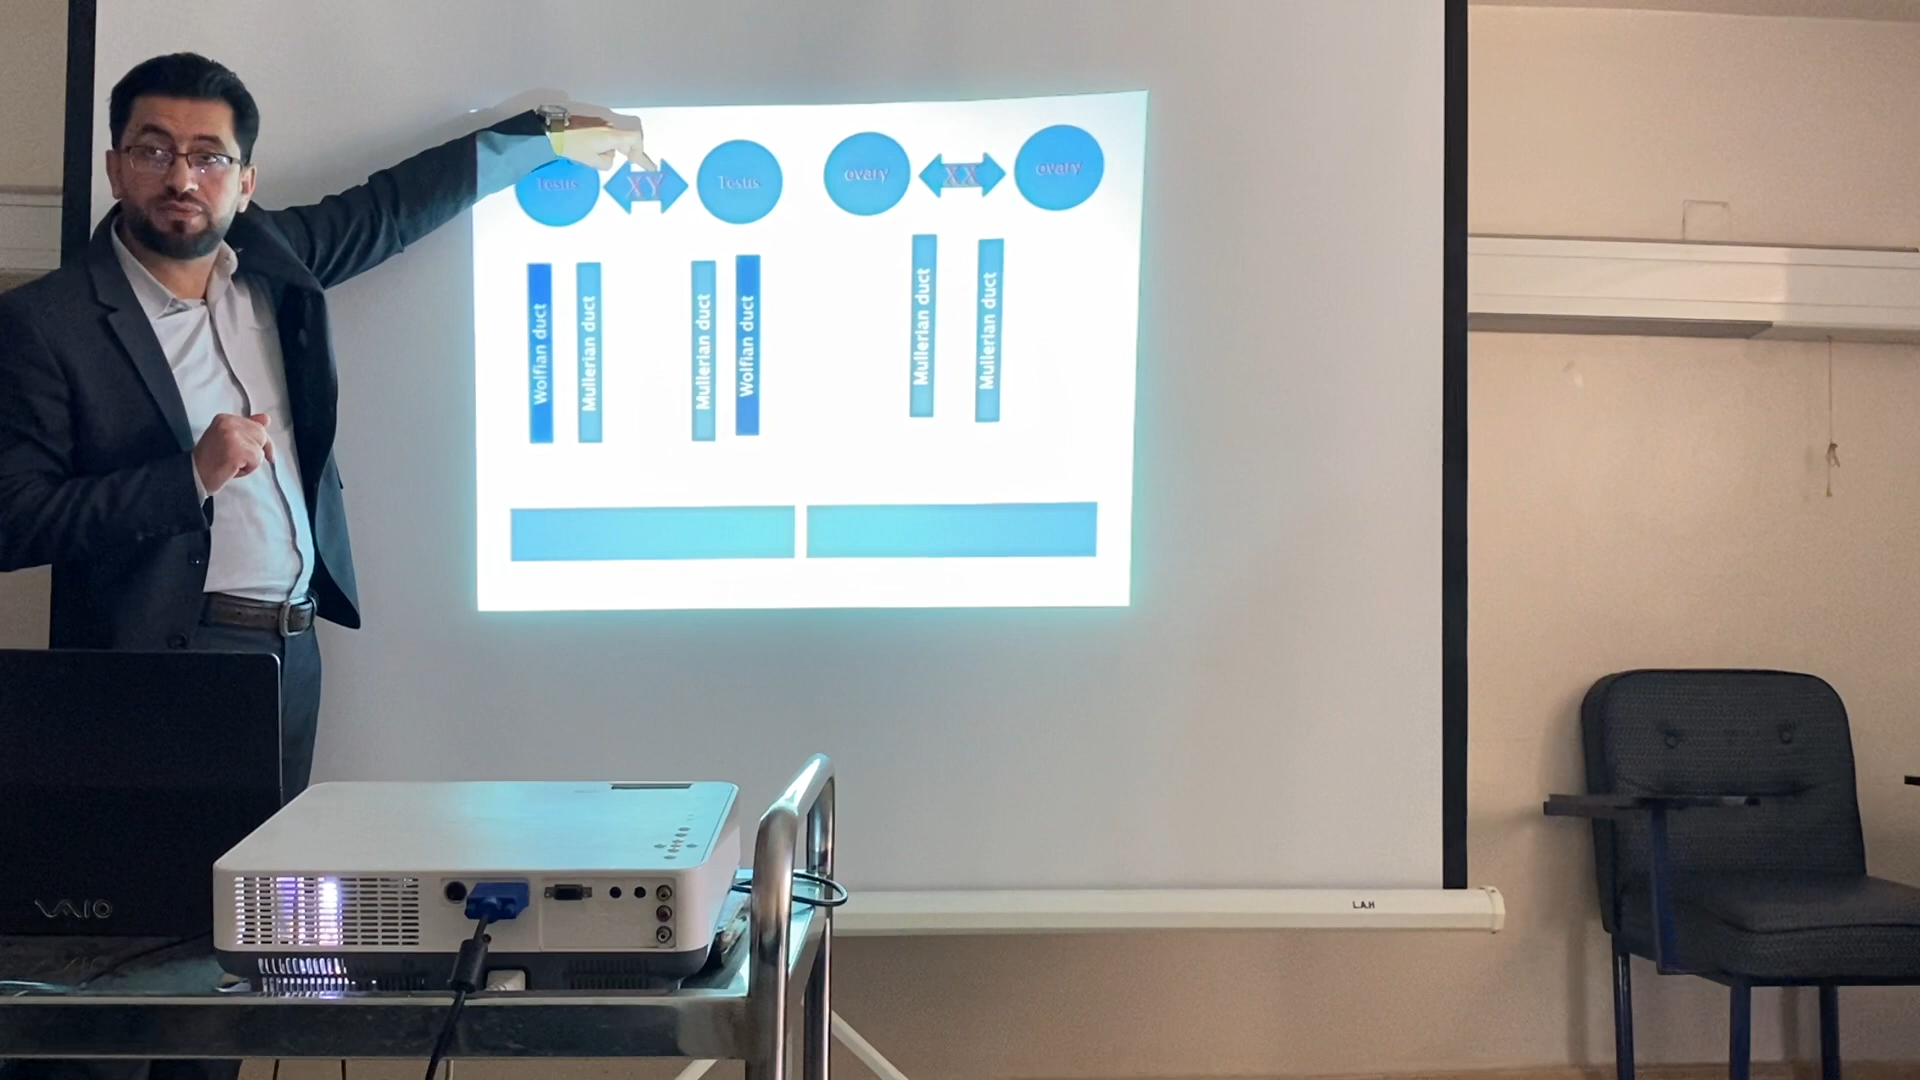 Testis
XY
Testis
ovary
XX
ovary
Wolfian duct
Mullerian duct
Mullerian duct
Wolfian duct
Mullerian duct
Mullerian duct
VAIO
L.A.H